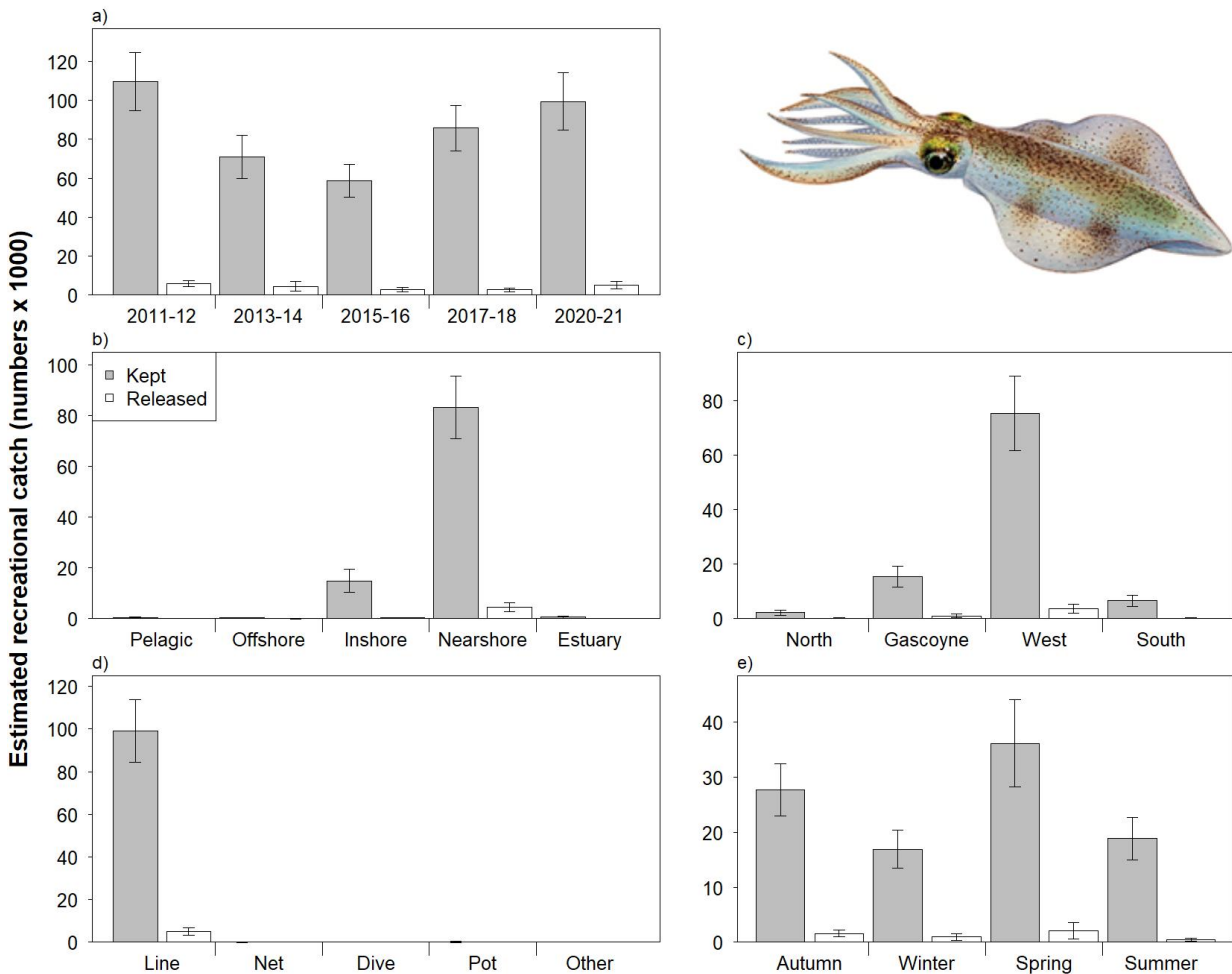 Estimated recreational catch (numbers x 1000)
a)
120
100
80
60
40
20
0
2011-12 2013-14 2015-16 2017-18 2020-21
b)
Kept
Released
100
80
60
40
20
0
Pelagic Offshore Inshore Nearshore Estuary
c)
80
60
40
20
0
North Gascoyne West South
d)
120
100
80
60
40
20
0
Line Net Dive Pot Other
e)
40
30
20
10
0
Autumn Winter Spring Summer